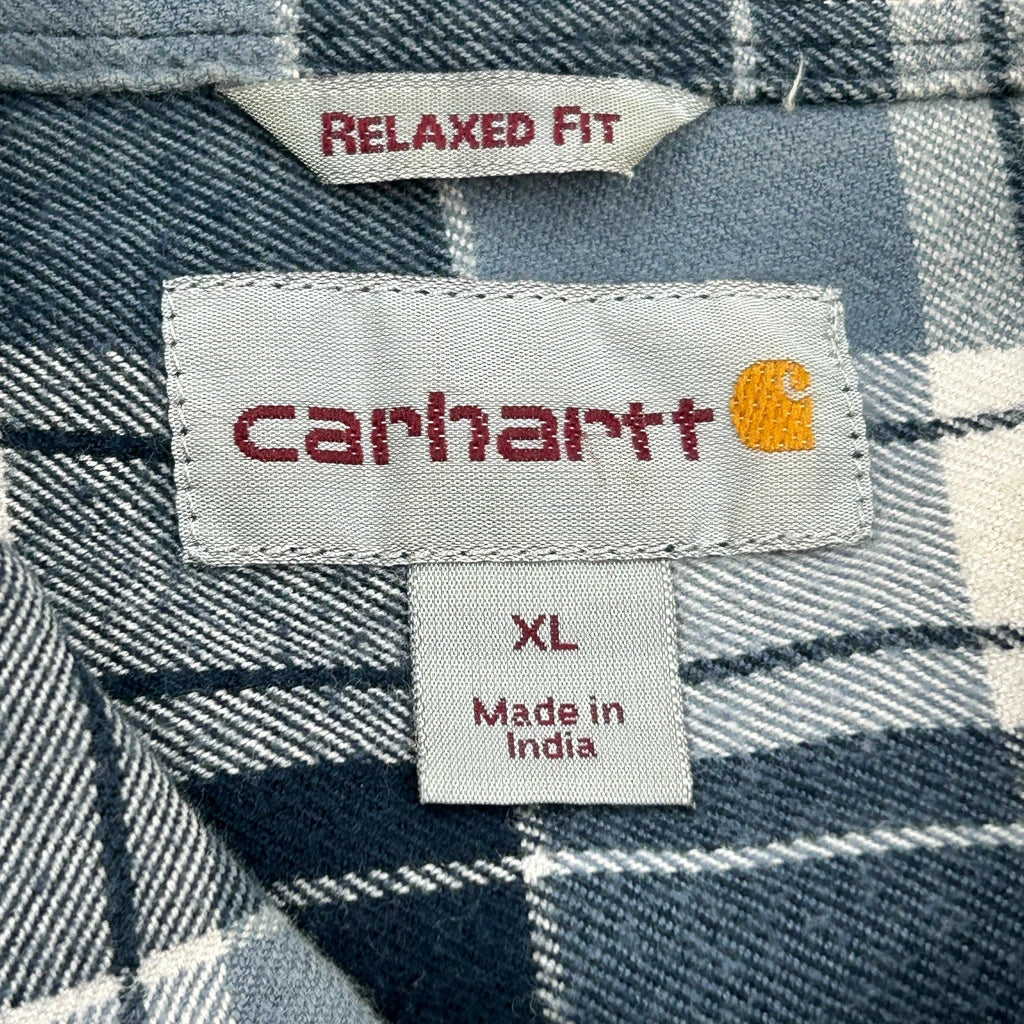 RELAXED FIT
carhartt
XL
Made in
India